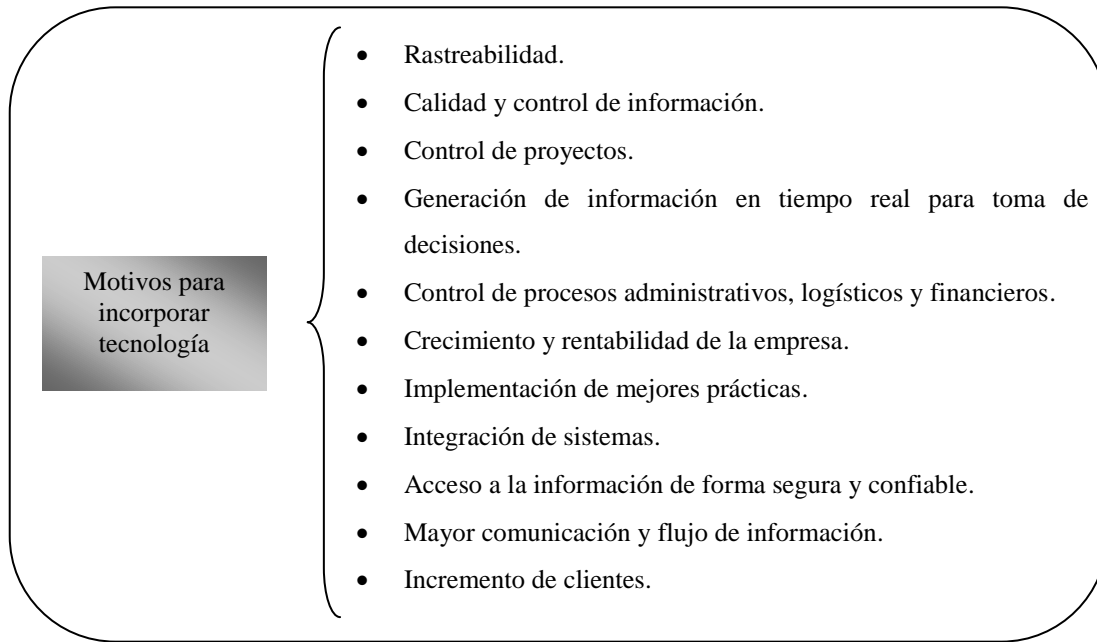 Motivos para
incorporar
tecnología
• Rastreabilidad.
• Calidad y control de información.
• Control de proyectos.
• Generación de información en tiempo real para toma de
decisiones.
• Control de procesos administrativos, logísticos y financieros.
• Crecimiento y rentabilidad de la empresa.
• Implementación de mejores prácticas.
• Integración de sistemas.
• Acceso a la información de forma segura y confiable.
• Mayor comunicación y flujo de información.
• Incremento de clientes.